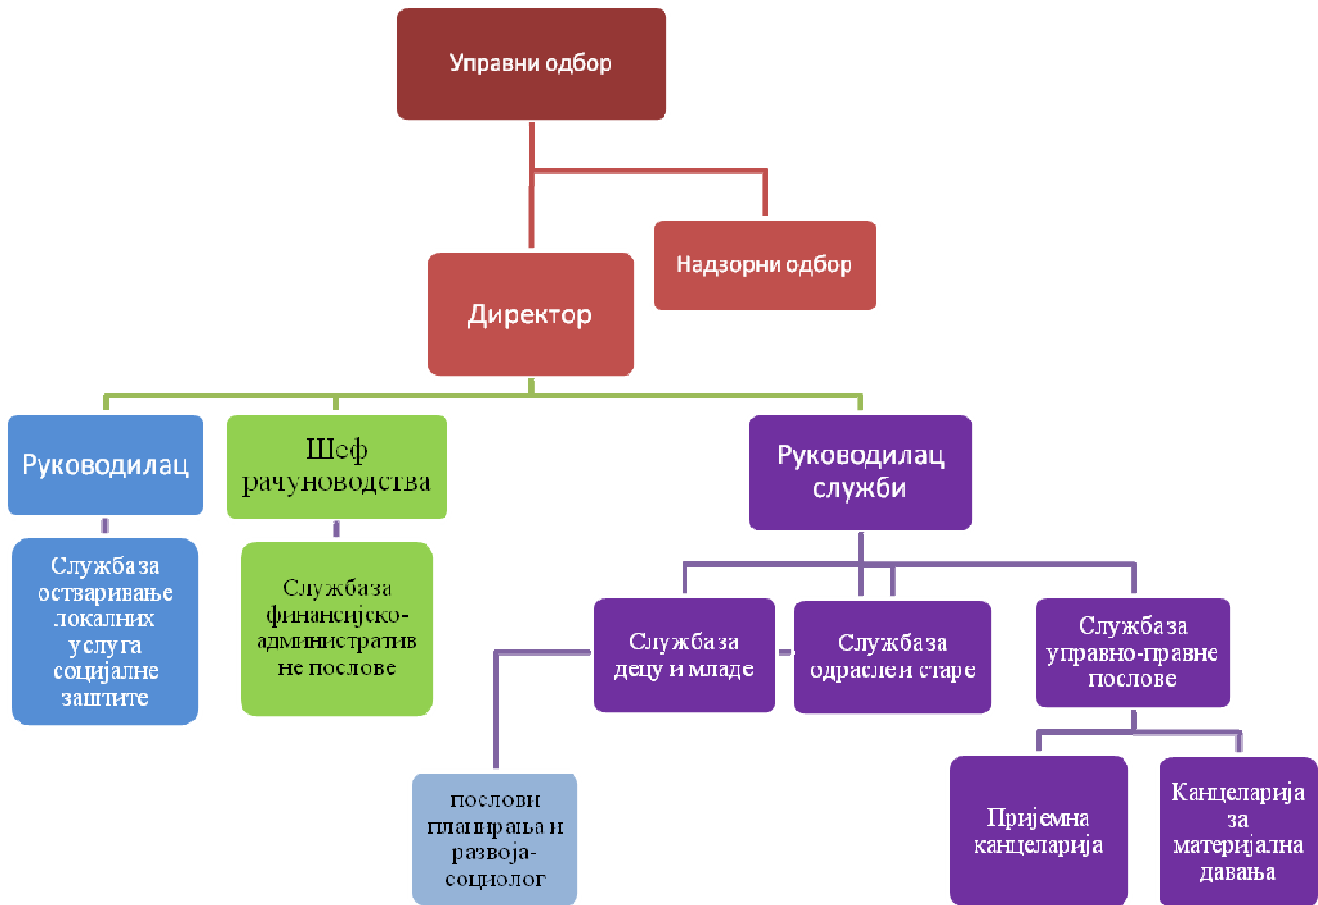 Управни одбор
Надзорни одбор
Директор
Руководилац
Шеф
рачуноводства
Руководилац
служби
Служба за
остваривање
локалних
услуга
социјалне
заштите
Служба за
финансијско-
административ
не послове
Служба за
децу и младе
Служба за
одрасле и старе
Служба за
управно-правне
послове
послови
планирања и
развоја-
социолог
Пријемна
канцеларија
Канцеларија
за
материјална
давања